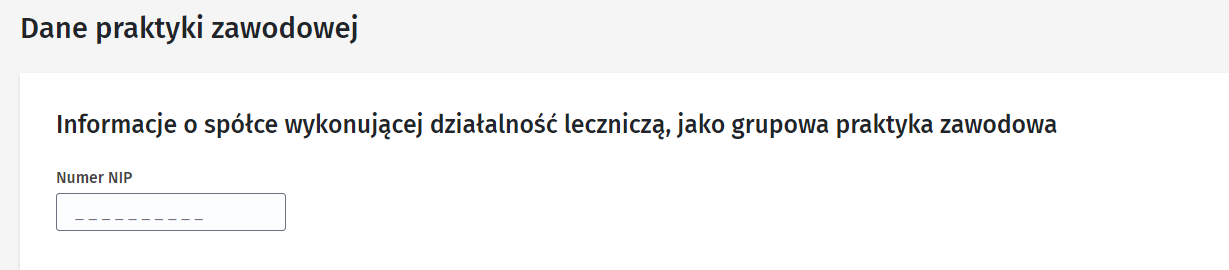 Dane praktyki zawodowej
Informacje o spółce wykonującej działalność leczniczą, jako grupowa praktyka zawodowa
Numer NIP
_ _ _ _ _ _ _ _ _ _